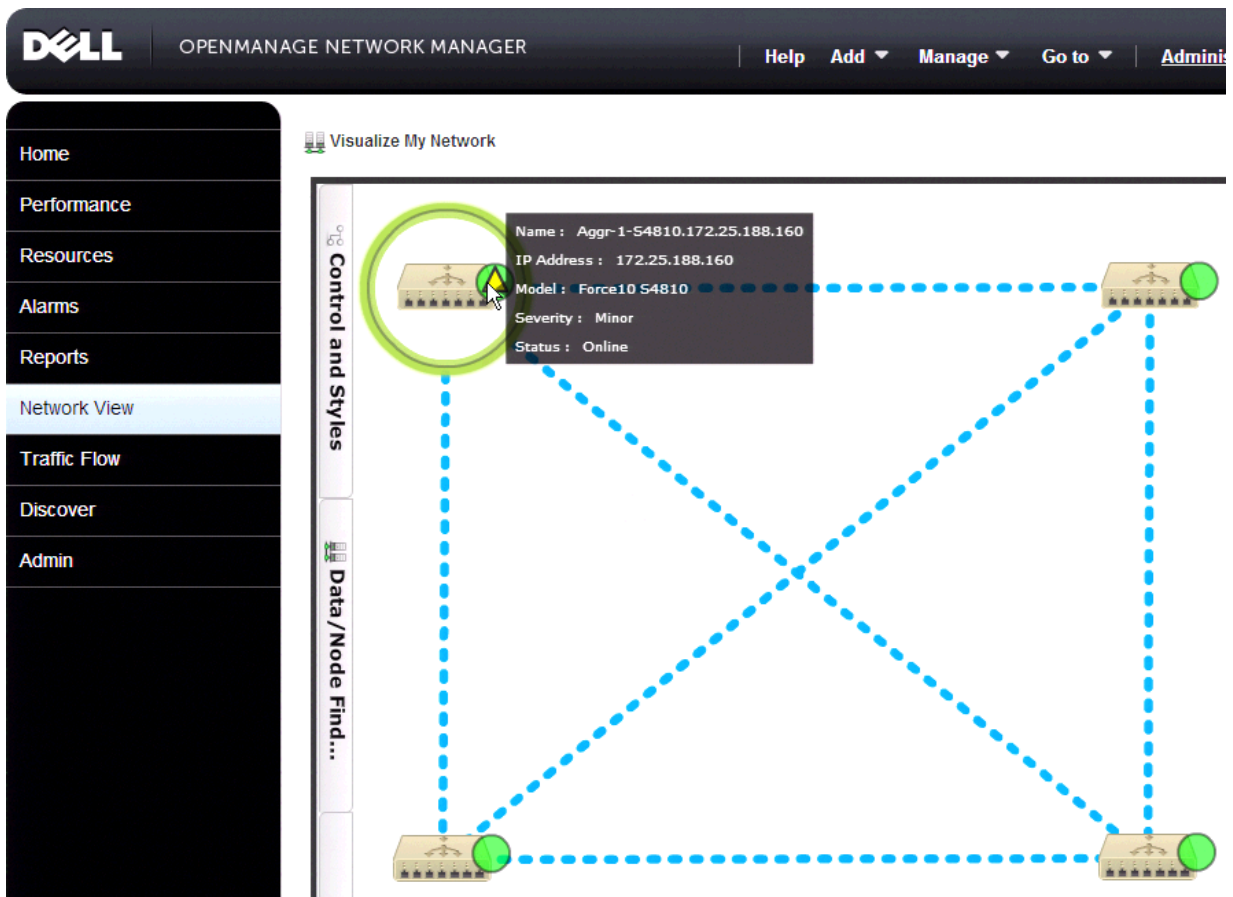 DELL
OPENMANAGE NETWORK MANAGER
Help Add Manage Go to Adminis
Home
Performance
Resources
Alarms
Reports
Network View
Traffic Flow
Discover
Admin
Visualize My Network
Control and Styles
Data/Node Find...
Name : Aggr-1-S4810.172.25.188.160
IP Address : 172.25.188.160
Model : Force10 S4810
Severity : Minor
Status : Online